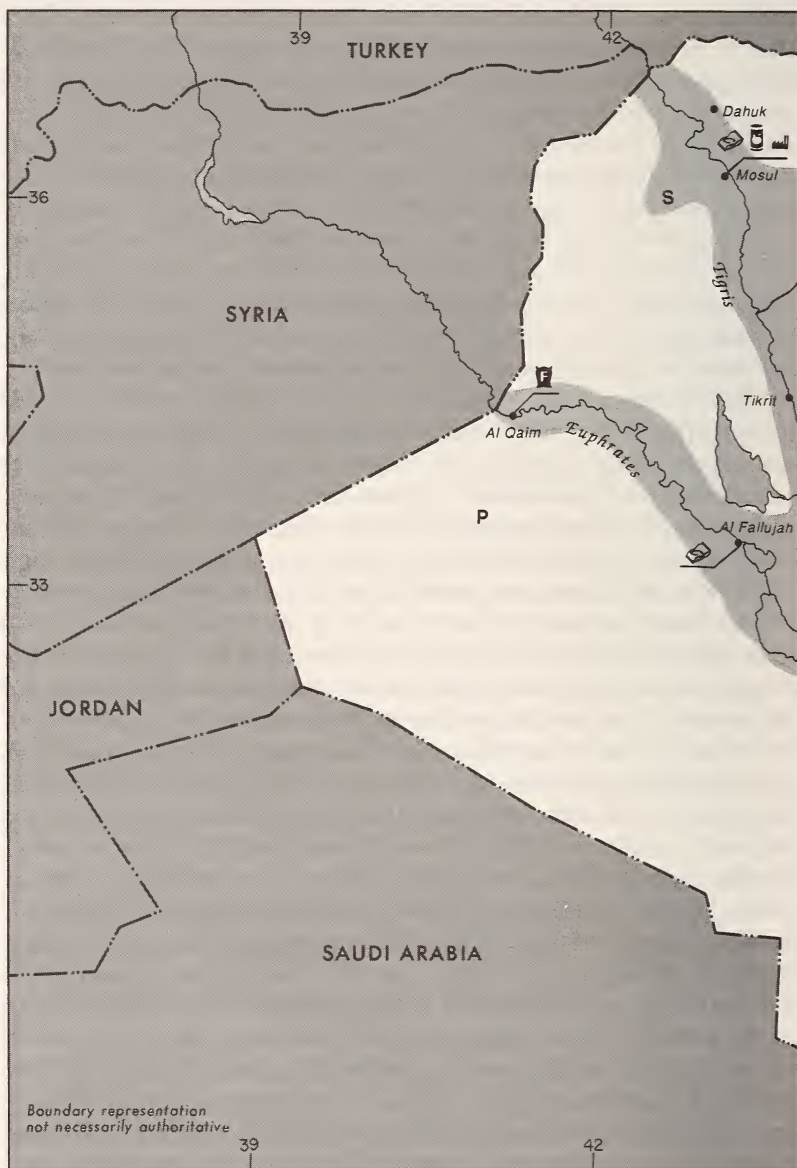 39
42
TURKEY
Dahuk
Mosul
36
S
Tigris
SYRIA
F
Tikrit
Al Qaim
Euphrates
P
Al Fallujah
33
JORDAN
SAUDI ARABIA
Boundary representation
not necessarily authoritative
39
42